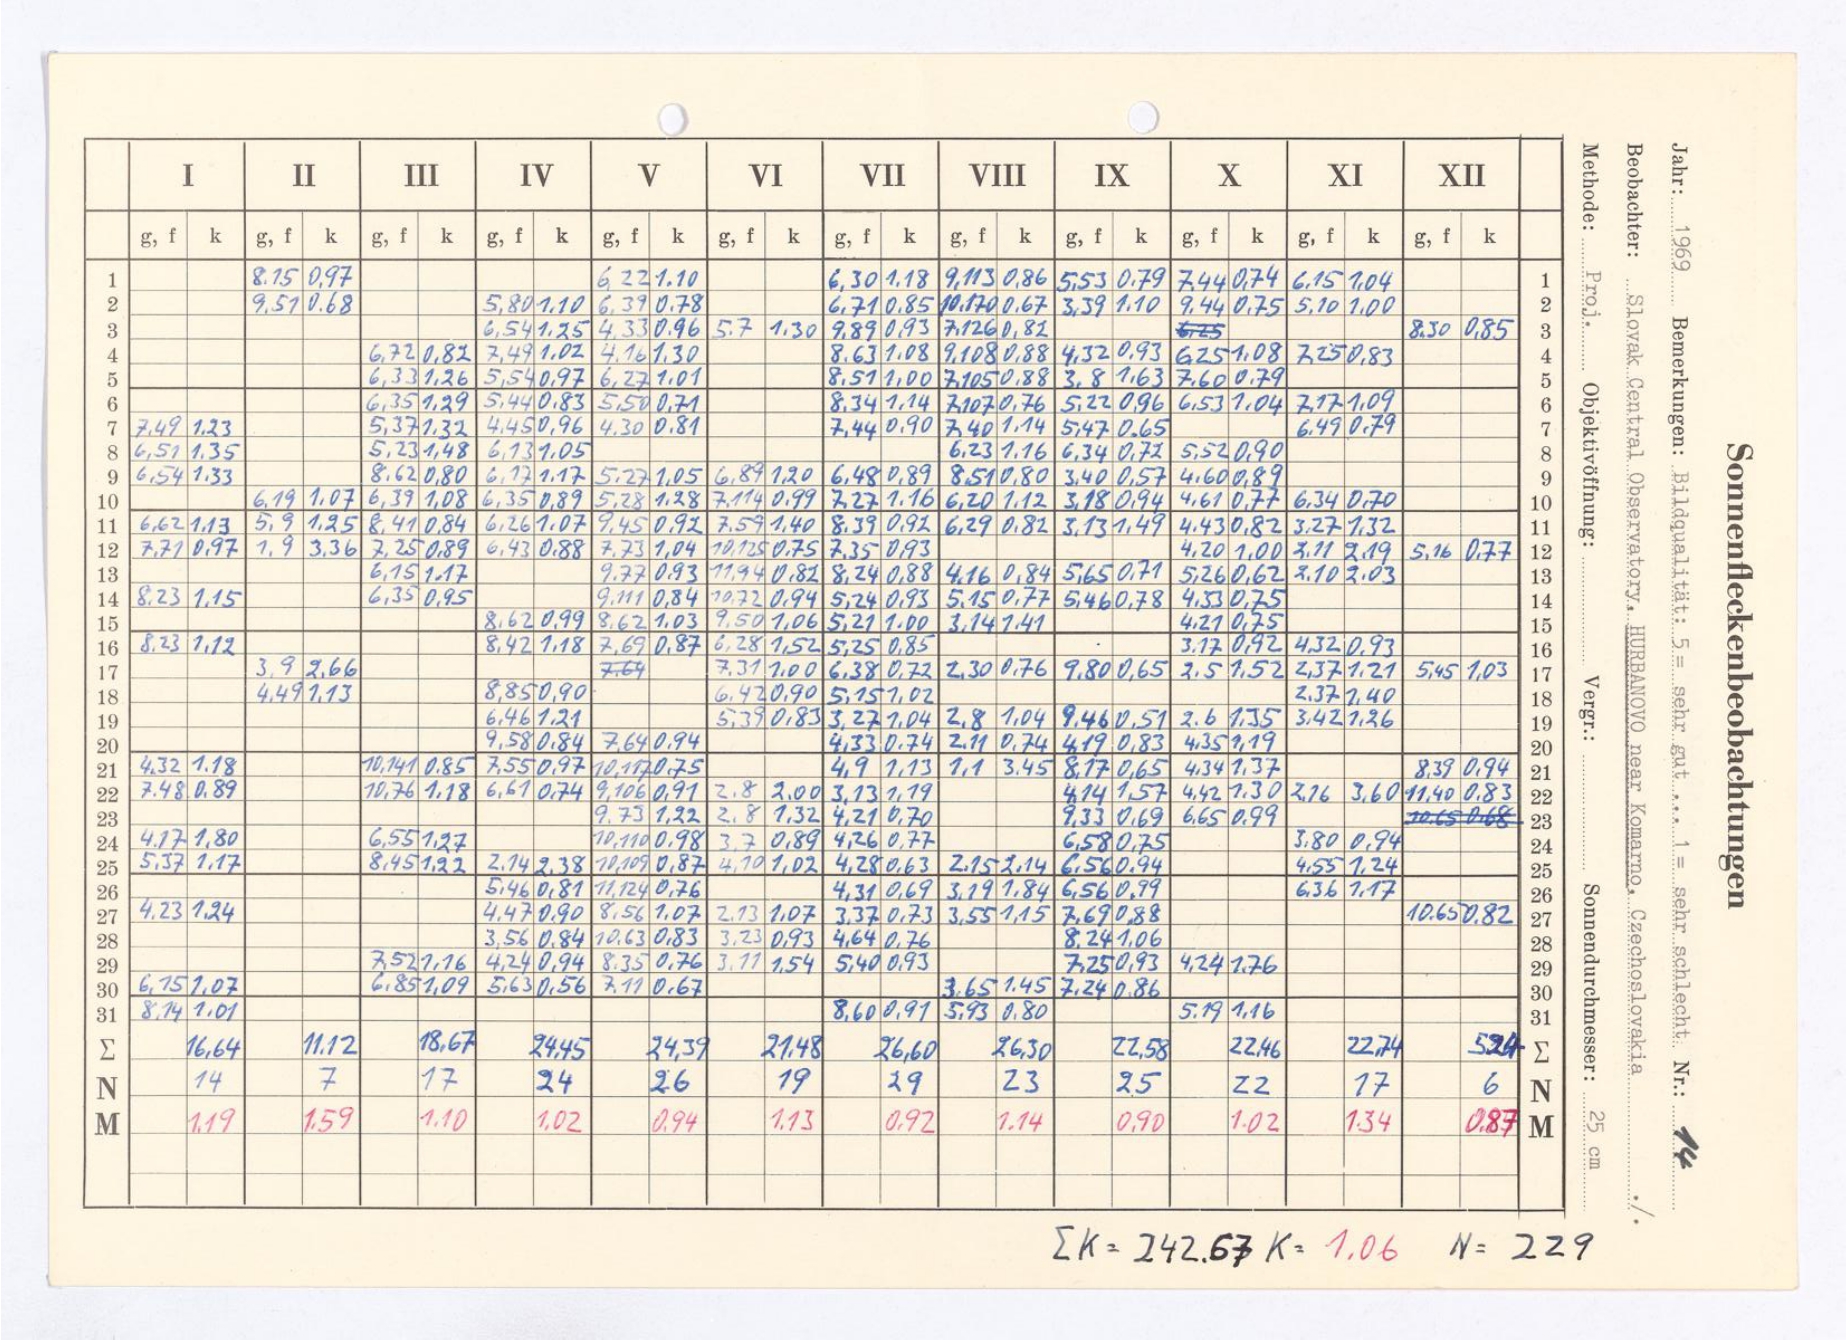 I II III IV V VI VII VIII IX X XI XII
g, f k g, f k g, f k g, f k g, f k g, f k g, f k g, f k g, f k g, f k g, f k g, f k
1 8.15 0,97 6,22 1.10 6,30 1.18 9,113 0,86 5,53 0.79 7.44 0,74 6.15 1.04 1
2 9,51 0.68 5,80 1.10 6,39 0.78 6,71 0.85 10.170 0.67 3,39 1.10 9.44 0.75 5,10 1.00 2
3 6,54 1.25 4.33 0.96 5.7 1.30 9,89 0,93 7.126 0,82 6.25 8.30 0,85 3
4 6,72 0,82 7,49 1.02 4.16 1.30 8.63 1.08 9,108 0.88 4,32 0,93 6,25 1.08 7,25 0,83 4
5 6,33 1,26 5,54 0,97 6,27 1.01 8.51 1,00 7,105 0.88 3,8 1,63 7,60 0,79 5
6 6,35 1,29 5,44 0.83 5,50 0,71 8,34 1,14 7,107 0,76 5,22 0,96 6,53 1.04 7,17 1,09 6
7 7,49 1.23 5,37 1.32 4.45 0,96 4.30 0.81 7,44 0,90 7,40 1.14 5,47 0.65 6.49 0,79 7
8 6,51 1.35 5,23 1,48 6,13 1.05 6.23 1.16 6,34 0,72 5,52 0,90 8
9 6,54 1.33 8.62 0,80 6,17 1.17 5.27 1,05 6,89 1,20 6,48 0,89 8.51 0,80 3,40 0,57 4.60 0,89 9
10 6,19 1.07 6,39 1,08 6,35 0,89 5,28 1.28 7,114 0,99 7,27 1.16 6,20 1,12 3,18 0,94 4,61 0,77 6,34 0,70 10
11 6,62 1.13 5,9 1,25 8,41 0,84 6,26 1.07 9,45 0,92 7,59 1,40 8.39 0,92 6,29 0.82 3,13 1,49 4.43 0,82 3,27 1,32 11
12 7,71 0,97 1,9 3,36 7,25 0,89 6,43 0,88 7,73 1,04 10,125 0,75 7,35 0,93 4,20 1.00 2.11 2.19 5,16 0,77 12
13 6,15 1.17 9.77 0,93 11,94 0,82 8,24 0,88 4.16 0,84 5,65 0,71 5,26 0,62 2.10 2.03 13
14 8.23 1,15 6,35 0,95 9,111 0,84 10,72 0,94 5,24 0,93 5,15 0,77 5,46 0,78 4.33 0,75 14
15 8,62 0,99 8,62 1.03 9,50 1,06 5,21 1.00 3,14 1,41 4.21 0,75 15
16 8.23 1,12 8,42 1.18 7,69 0,87 6,28 1,52 5,25 0,85 3.17 0,92 4,32 0,93 16
17 3,9 2,66 7.64 7,31 1.00 6,38 0,72 2,30 0,76 9,80 0,65 2.5 1,52 2,37 1,21 5,45 1,03 17
18 4.49 1,13 8,85 0,90 6,42 0,90 5,15 1,02 2.37 1,40 18
19 6,46 1.21 5,39 0,83 3,27 1,04 2,8 1,04 9.46 0,51 2.6 1,35 3,42 1,26 19
20 9,58 0.84 7,64 0,94 4,33 0.74 2.11 0,74 4,19 0,83 4,35 1,19 20
21 4,32 1.18 10,141 0,85 7,55 0,97 10,117 0,75 4,9 1,13 1,1 3.45 8,17 0,65 4,34 1,37 8,39 0,94 21
22 7.48 0.89 10,76 1.18 6,61 0,74 9,106 0,91 2.8 2.00 3,13 1,19 4,14 1,57 4,42 1.30 2,16 3,60 11,40 0,83 22
23 9,73 1,22 2,8 1.32 4,21 0,70 9,33 0,69 6,65 0,99 10.65 0.68 23
24 4.17 1,80 6,55 1,27 10,110 0,98 3,7 0,89 4,26 0,77 6,58 0,75 3.80 0,94 24
25 5,37 1.17 8,45 1,22 2,14 2,38 10,109 0,87 4,10 1,02 4,28 0,63 2.15 2.14 6,56 0.94 4.55 1,24 25
26 5,46 0,81 11,124 0,76 4,31 0,69 3,19 1.84 6,56 0,99 6.36 1,17 26
27 4.23 1,24 4,47 0,90 8,56 1,07 2.13 1,07 3,37 0,73 3,55 1,15 7,69 0,88 10.65 0.82 27
28 3,56 0,84 10.63 0,83 3,23 0,93 4,64 0,76 8,24 1,06 28
29 7,52 1,16 4,24 0,94 8,35 0,76 3,11 1,54 5,40 0,93 7,25 0,93 4,24 1,76 29
30 6,15 1,07 6,85 1,09 5,63 0,56 7,11 0,67 3,65 1.45 7,24 0,86 30
31 8,14 1,01 8,60 0,91 5,93 0,80 5.19 1,16 31
Σ 16,64 11.12 18,67 24,45 24,39 21,48 26,60 26,30 22,58 22,46 22,74 5,24 Σ
N 14 7 17 24 26 19 29 23 25 22 17 6 N
M 1.19 1.59 1.10 1.02 0.94 1.13 0.92 1.14 0,90 1.02 1.34 0.87 M
ΣK = 242.67 K = 1.06 N = 229
Sonnenfleckenbeobachtungen
Jahr: 1969 Bemerkungen: Bildqualität: 5 = sehr gut ... 1 = sehr schlecht Nr.: 14
Beobachter: Slovak Central Observatory, HURBANOVO near Komarno, Czechoslovakia ./.
Methode: Proj. Objektivöffnung: Vergr.: Sonnendurchmesser: 25 cm